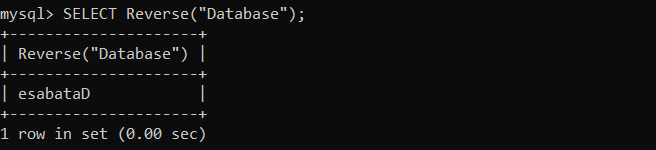 mysql> SELECT Reverse("Database");
+---------------------+
| Reverse("Database") |
+---------------------+
| esabataD            |
+---------------------+
1 row in set (0.00 sec)